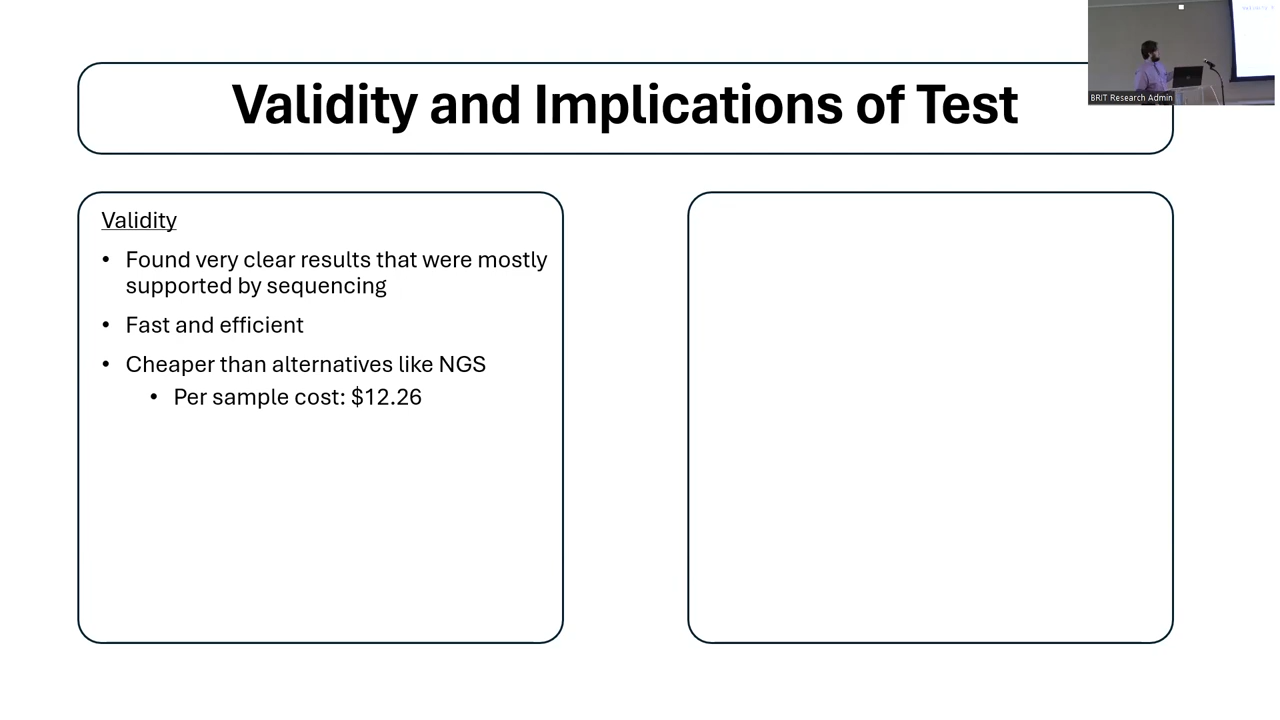 Validity and Implications of Test
BRIT Research Admin
Validity
• Found very clear results that were mostly
supported by sequencing
• Fast and efficient
• Cheaper than alternatives like NGS
• Per sample cost: $12.26